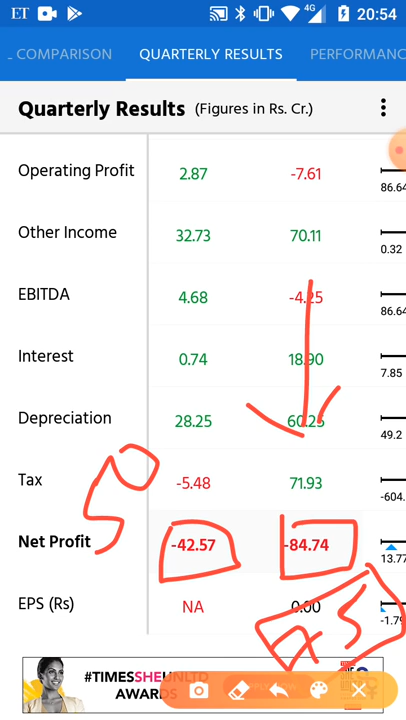 ET 4G 20:54
COMPARISON QUARTERLY RESULTS PERFORMANC
Quarterly Results (Figures in Rs. Cr.)
Operating Profit 2.87 -7.61 86.64
Other Income 32.73 70.11 0.32
EBITDA 4.68 -4.25 86.64
Interest 0.74 18.90 7.85
Depreciation 28.25 60.25 49.2
Tax -5.48 71.93 -604.
50
Net Profit -42.57 -84.74 13.77
EPS (Rs) NA 0.00 -1.79
#TIMESSHEUNLTD
AWARDS